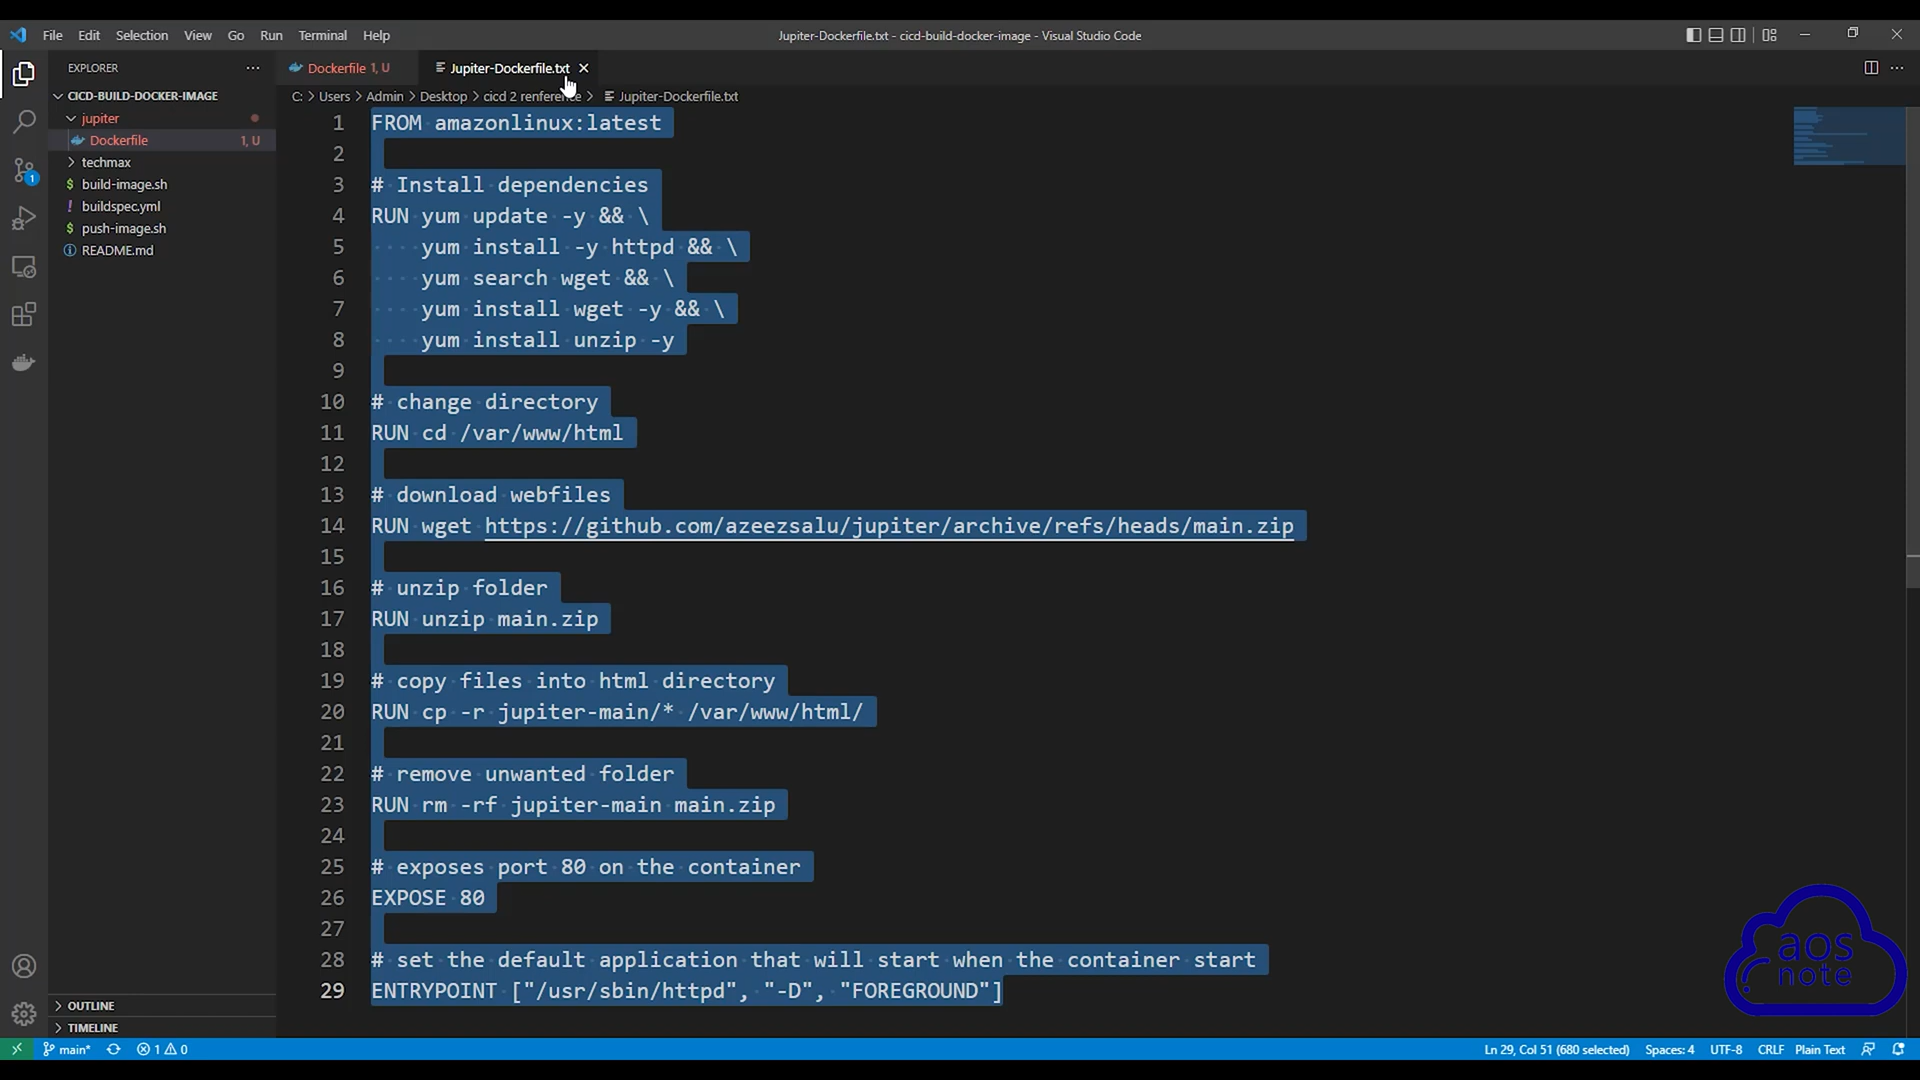 File Edit Selection View Go Run Terminal Help
Jupiter-Dockerfile.txt - cicd-build-docker-image - Visual Studio Code
EXPLORER
Dockerfile 1, U
Jupiter-Dockerfile.txt
CICD-BUILD-DOCKER-IMAGE
C: > Users > Admin > Desktop > cicd 2 renference > Jupiter-Dockerfile.txt
jupiter
Dockerfile 1, U
techmax
$ build-image.sh
! buildspec.yml
$ push-image.sh
README.md
1 FROM amazonlinux:latest
2
3 # Install dependencies
4 RUN yum update -y && \
5 yum install -y httpd && \
6 yum search wget && \
7 yum install wget -y && \
8 yum install unzip -y
9
10 # change directory
11 RUN cd /var/www/html
12
13 # download webfiles
14 RUN wget https://github.com/azeezsalu/jupiter/archive/refs/heads/main.zip
15
16 # unzip folder
17 RUN unzip main.zip
18
19 # copy files into html directory
20 RUN cp -r jupiter-main/* /var/www/html/
21
22 # remove unwanted folder
23 RUN rm -rf jupiter-main main.zip
24
25 # exposes port 80 on the container
26 EXPOSE 80
27
28 # set the default application that will start when the container start
29 ENTRYPOINT ["/usr/sbin/httpd", "-D", "FOREGROUND"]
1
aos
note
OUTLINE
TIMELINE
main* 1 0
Ln 29, Col 51 (680 selected) Spaces: 4 UTF-8 CRLF Plain Text